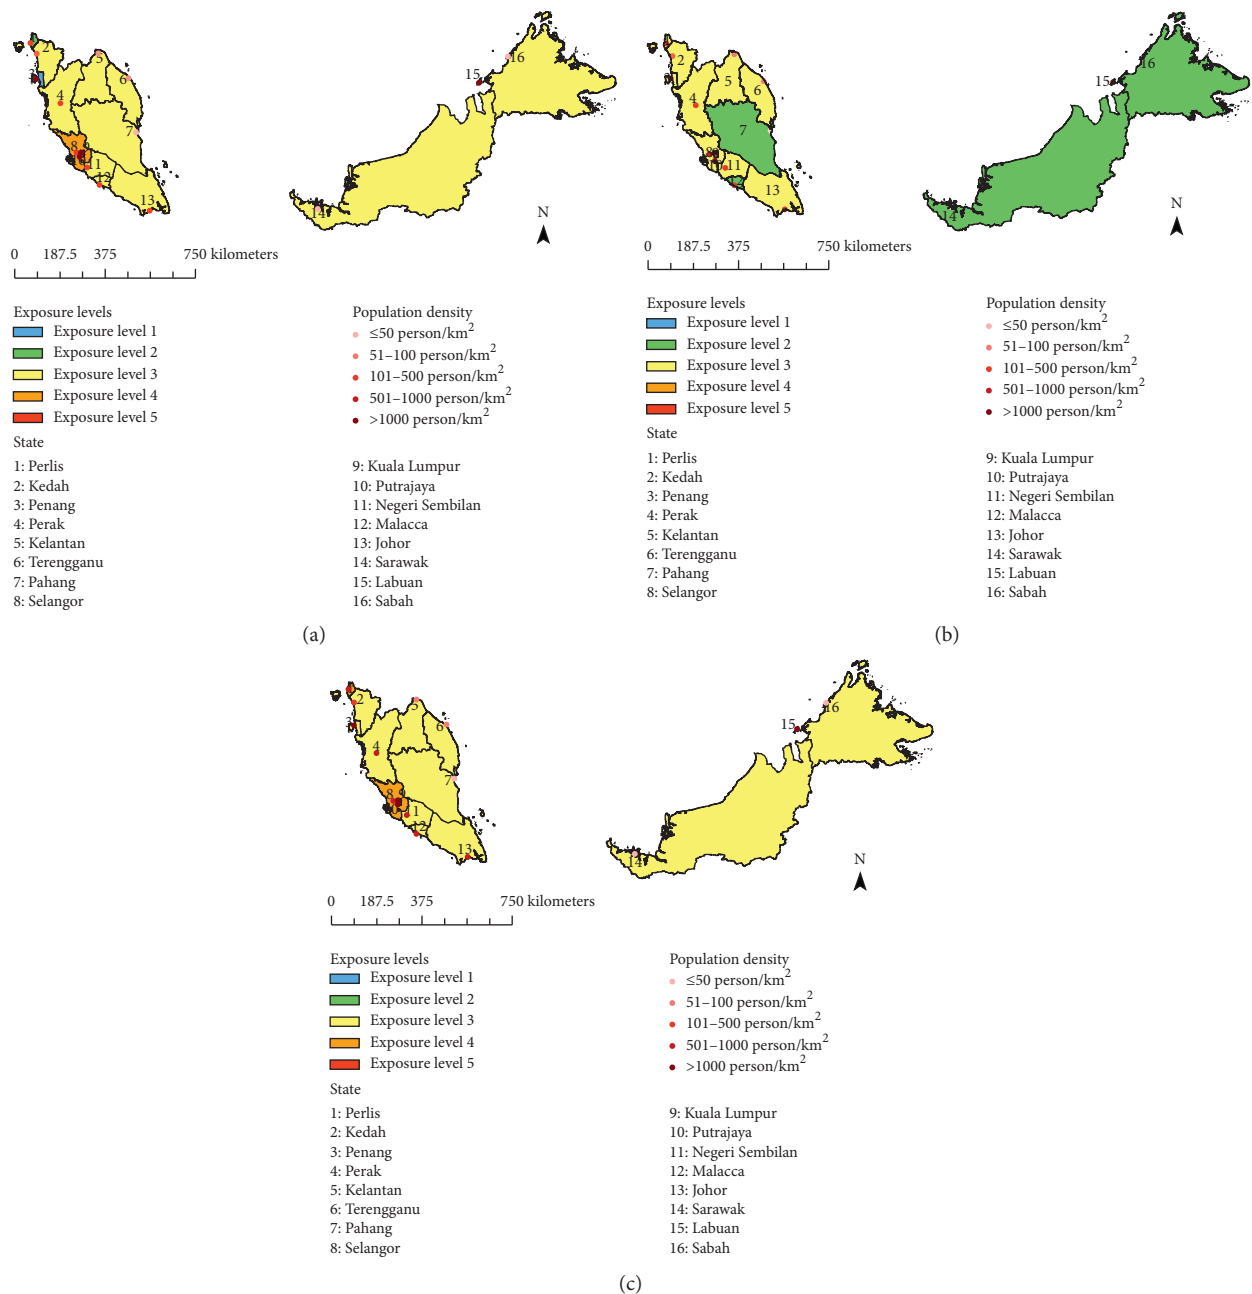 2
3
4
5
6
7
8
9
11
12
13
14
15
16
N
0 187.5 375 750 kilometers
Exposure levels
Exposure level 1
Exposure level 2
Exposure level 3
Exposure level 4
Exposure level 5
Population density
≤50 person/km²
51–100 person/km²
101–500 person/km²
501–1000 person/km²
>1000 person/km²
State
1: Perlis
2: Kedah
3: Penang
4: Perak
5: Kelantan
6: Terengganu
7: Pahang
8: Selangor
9: Kuala Lumpur
10: Putrajaya
11: Negeri Sembilan
12: Malacca
13: Johor
14: Sarawak
15: Labuan
16: Sabah
(a)
2
3
4
5
6
7
8
11
13
14
15
16
N
0 187.5 375 750 kilometers
Exposure levels
Exposure level 1
Exposure level 2
Exposure level 3
Exposure level 4
Exposure level 5
Population density
≤50 person/km²
51–100 person/km²
101–500 person/km²
501–1000 person/km²
>1000 person/km²
State
1: Perlis
2: Kedah
3: Penang
4: Perak
5: Kelantan
6: Terengganu
7: Pahang
8: Selangor
9: Kuala Lumpur
10: Putrajaya
11: Negeri Sembilan
12: Malacca
13: Johor
14: Sarawak
15: Labuan
16: Sabah
(b)
2
3
4
5
6
7
8
9
11
12
13
14
15
16
N
0 187.5 375 750 kilometers
Exposure levels
Exposure level 1
Exposure level 2
Exposure level 3
Exposure level 4
Exposure level 5
Population density
≤50 person/km²
51–100 person/km²
101–500 person/km²
501–1000 person/km²
>1000 person/km²
State
1: Perlis
2: Kedah
3: Penang
4: Perak
5: Kelantan
6: Terengganu
7: Pahang
8: Selangor
9: Kuala Lumpur
10: Putrajaya
11: Negeri Sembilan
12: Malacca
13: Johor
14: Sarawak
15: Labuan
16: Sabah
(c)